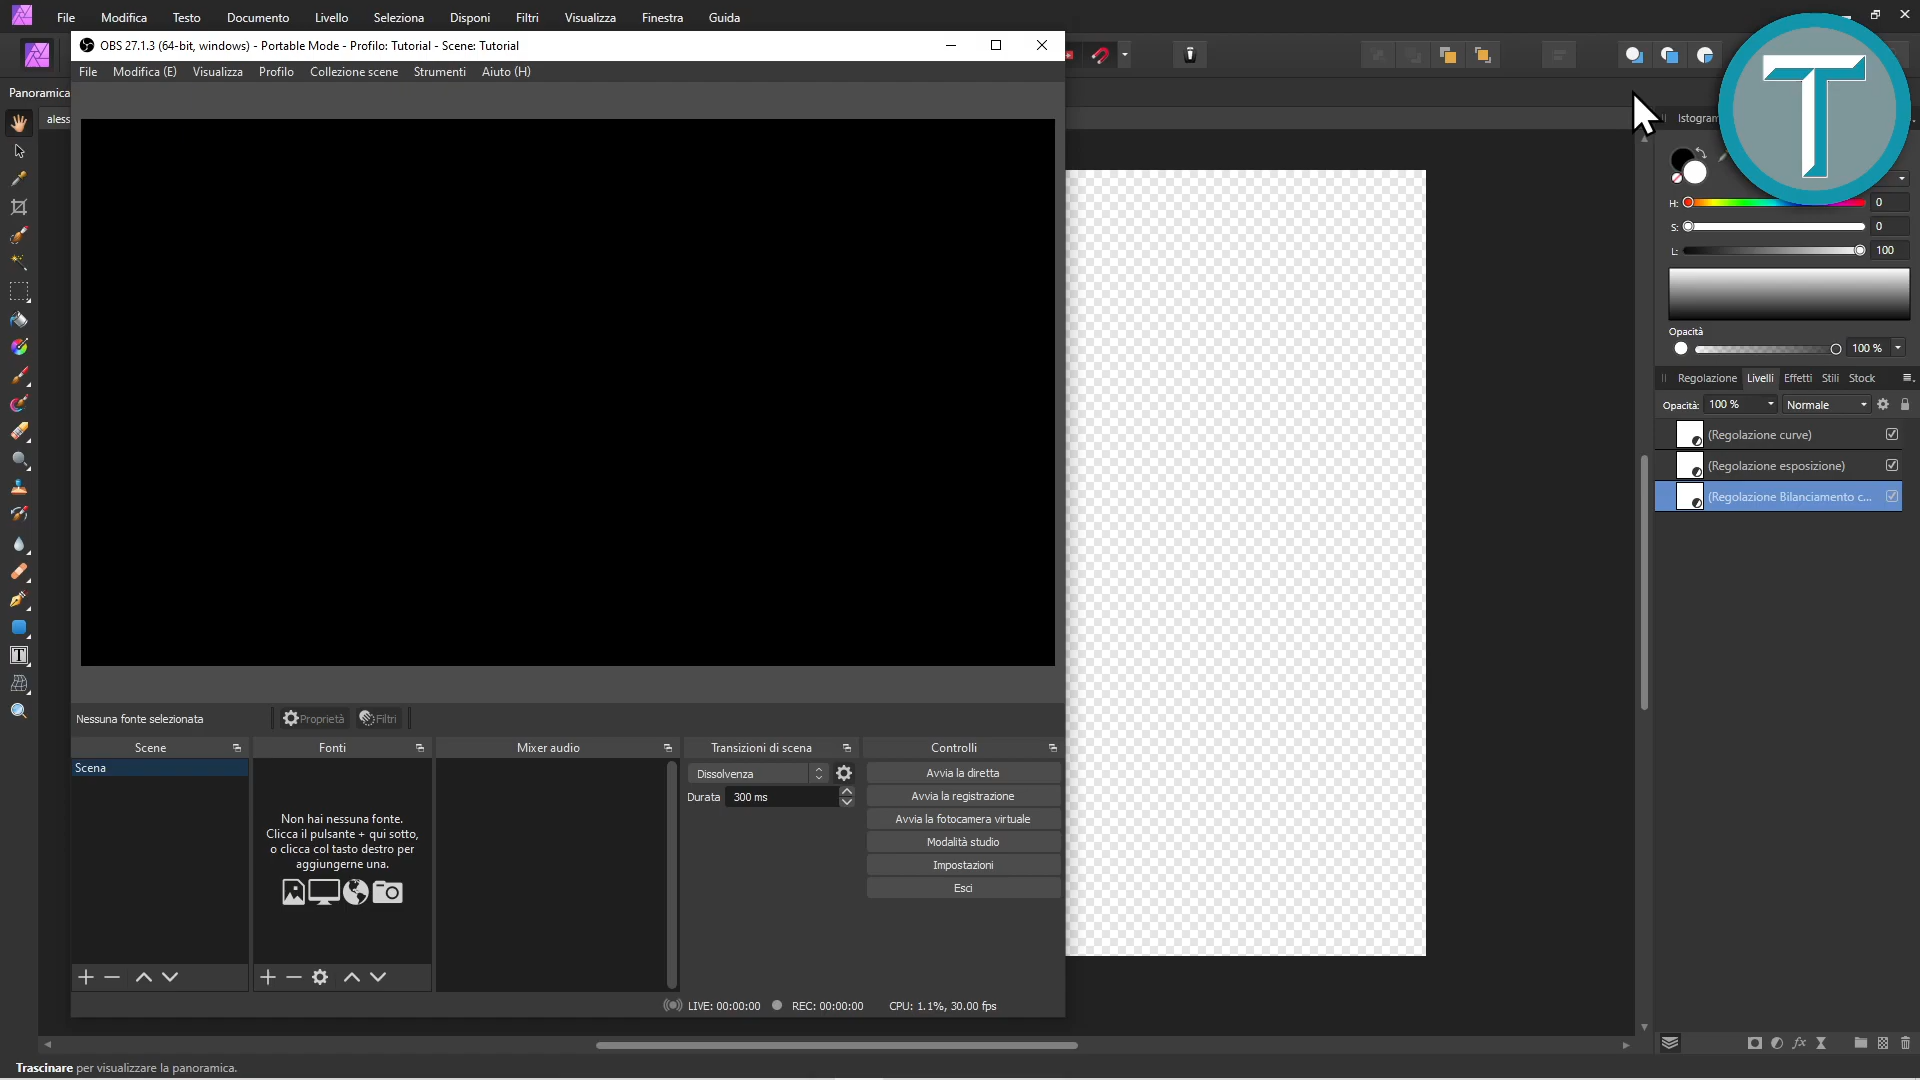 File Modifica Testo Documento Livello Seleziona Disponi Filtri Visualizza Finestra Guida
OBS 27.1.3 (64-bit, windows) - Portable Mode - Profilo: Tutorial - Scene: Tutorial
File Modifica (E) Visualizza Profilo Collezione scene Strumenti Aiuto (H)
Panoramica
aless
T
Istogram
H: 0
S: 0
L: 100
Opacità
100 %
Regolazione Livelli Effetti Stili Stock
Opacità: 100 % Normale
(Regolazione curve)
(Regolazione esposizione)
(Regolazione Bilanciamento c...
Nessuna fonte selezionata Proprietà Filtri
Scene Fonti Mixer audio Transizioni di scena Controlli
Scena
Non hai nessuna fonte.
Clicca il pulsante + qui sotto,
o clicca col tasto destro per
aggiungerne una.
Dissolvenza
Durata 300 ms
Avvia la diretta
Avvia la registrazione
Avvia la fotocamera virtuale
Modalità studio
Impostazioni
Esci
LIVE: 00:00:00 REC: 00:00:00 CPU: 1.1%, 30.00 fps
Trascinare per visualizzare la panoramica.